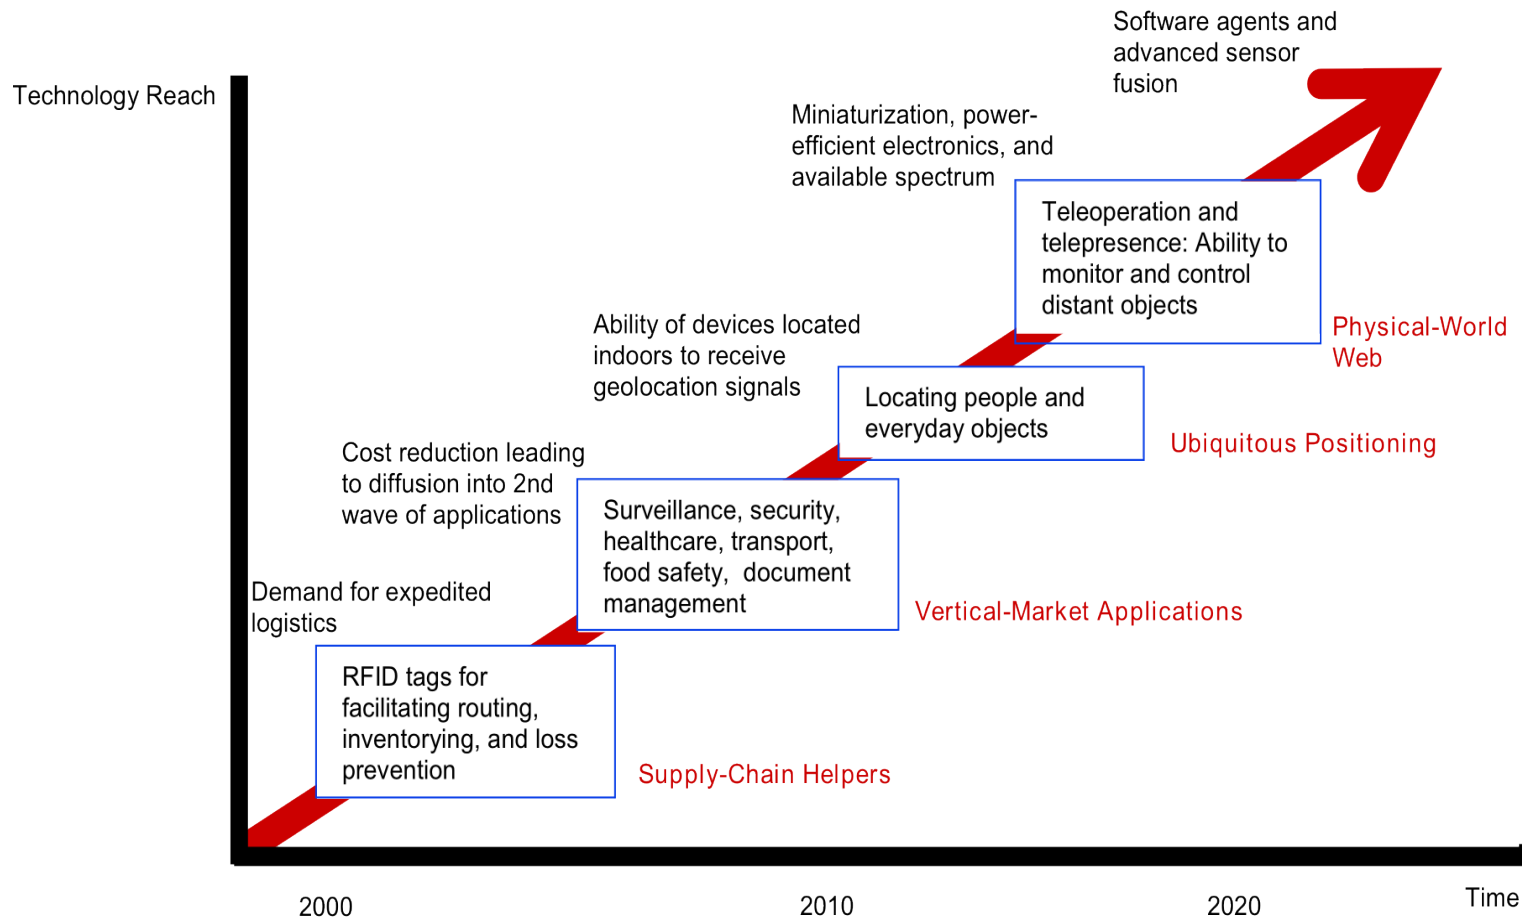 Software agents and
advanced sensor
fusion
Technology Reach
Miniaturization, power-
efficient electronics, and
available spectrum
Teleoperation and
telepresence: Ability to
monitor and control
distant objects
Physical-World
Web
Ability of devices located
indoors to receive
geolocation signals
Locating people and
everyday objects
Ubiquitous Positioning
Cost reduction leading
to diffusion into 2nd
wave of applications
Surveillance, security,
healthcare, transport,
food safety,  document
management
Vertical-Market Applications
Demand for expedited
logistics
RFID tags for
facilitating routing,
inventorying, and loss
prevention
Supply-Chain Helpers
2000
2010
2020
Time